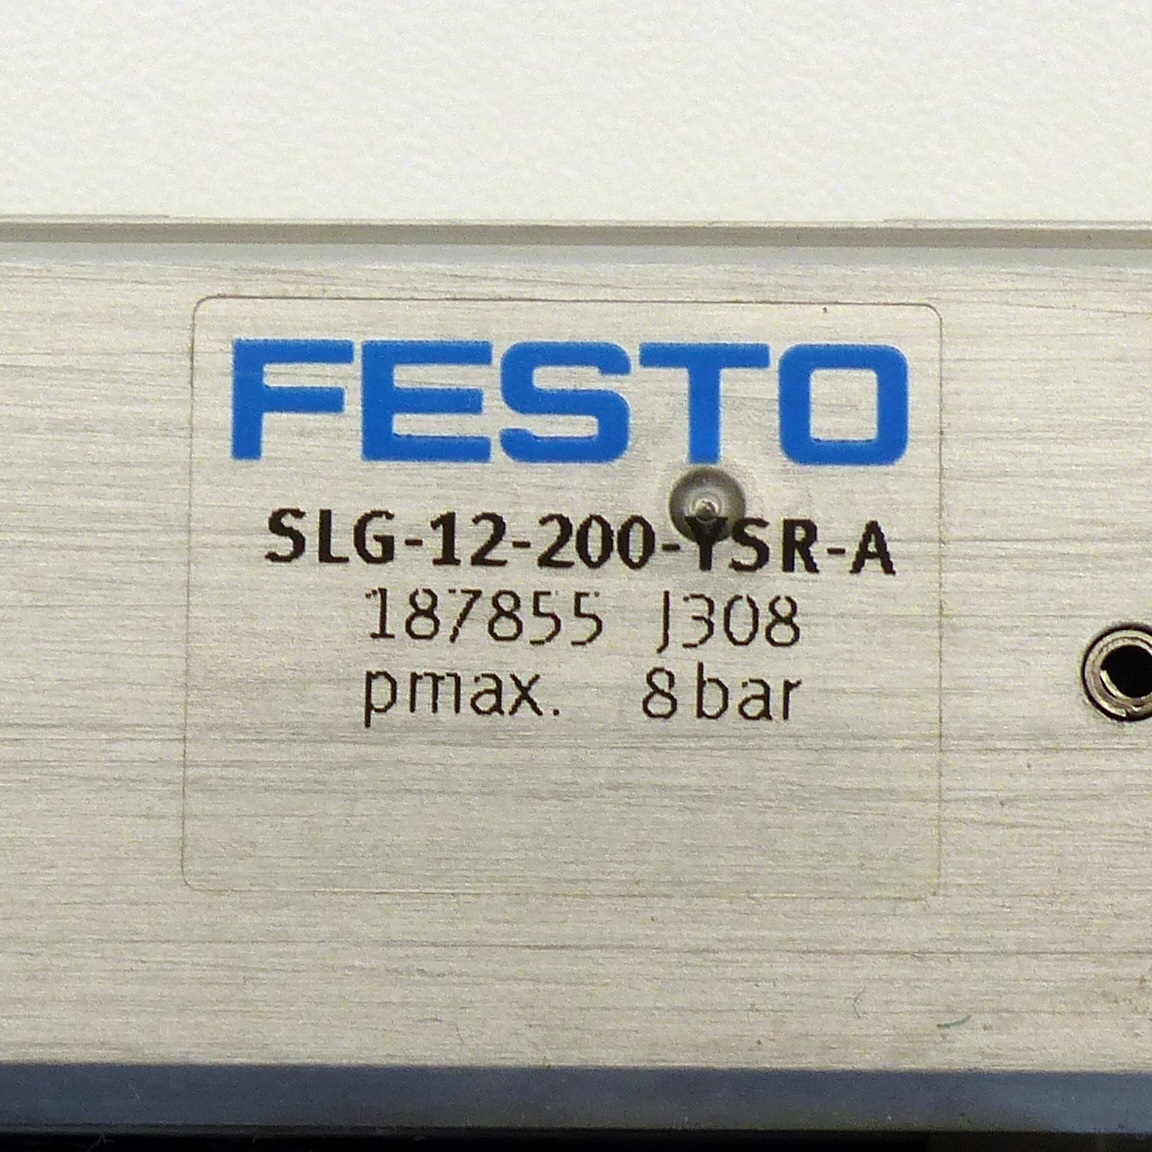 FESTO
SLG-12-200-YSR-A
187855 J308
pmax. 8bar